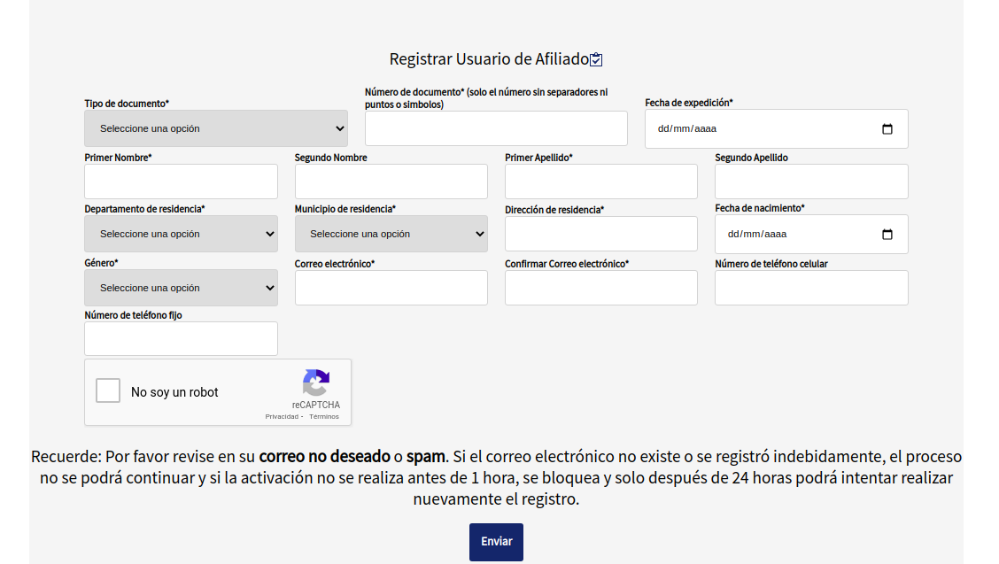 Registrar Usuario de Afiliado
Tipo de documento*
Número de documento* (solo el número sin separadores ni
puntos o simbolos)
Fecha de expedición*
Seleccione una opción
dd/mm/aaaa
Primer Nombre*
Segundo Nombre
Primer Apellido*
Segundo Apellido
Departamento de residencia*
Municipio de residencia*
Dirección de residencia*
Fecha de nacimiento*
Seleccione una opción
Seleccione una opción
dd/mm/aaaa
Género*
Correo electrónico*
Confirmar Correo electrónico*
Número de teléfono celular
Seleccione una opción
Número de teléfono fijo
No soy un robot
reCAPTCHA
Privacidad - Términos
Recuerde: Por favor revise en su correo no deseado o spam. Si el correo electrónico no existe o se registró indebidamente, el proceso
no se podrá continuar y si la activación no se realiza antes de 1 hora, se bloquea y solo después de 24 horas podrá intentar realizar
nuevamente el registro.
Enviar